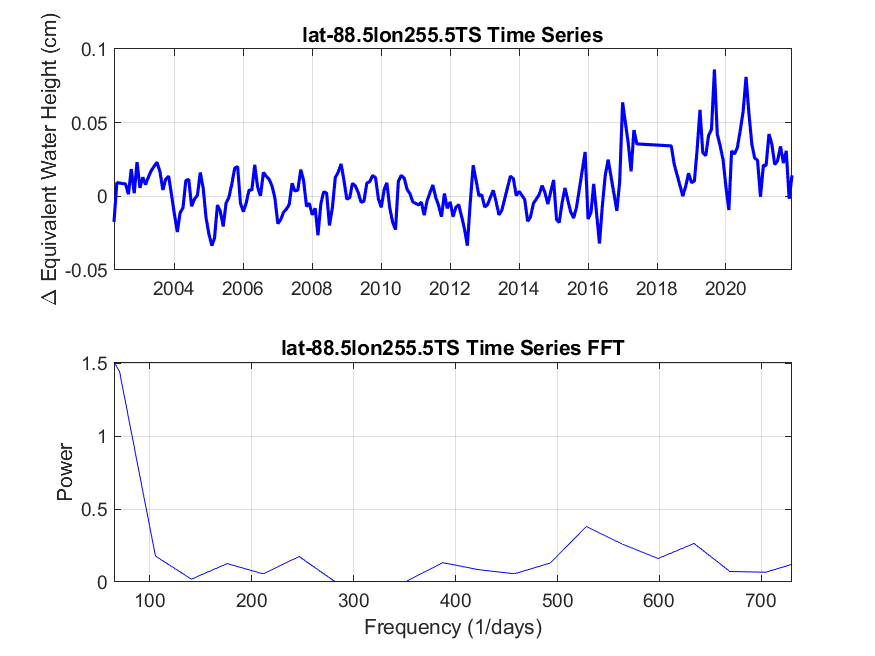 lat-88.5lon255.5TS Time Series
Δ Equivalent Water Height (cm)
0.1
0.05
0
-0.05
2004 2006 2008 2010 2012 2014 2016 2018 2020
lat-88.5lon255.5TS Time Series FFT
Power
1.5
1
0.5
0
100 200 300 400 500 600 700
Frequency (1/days)